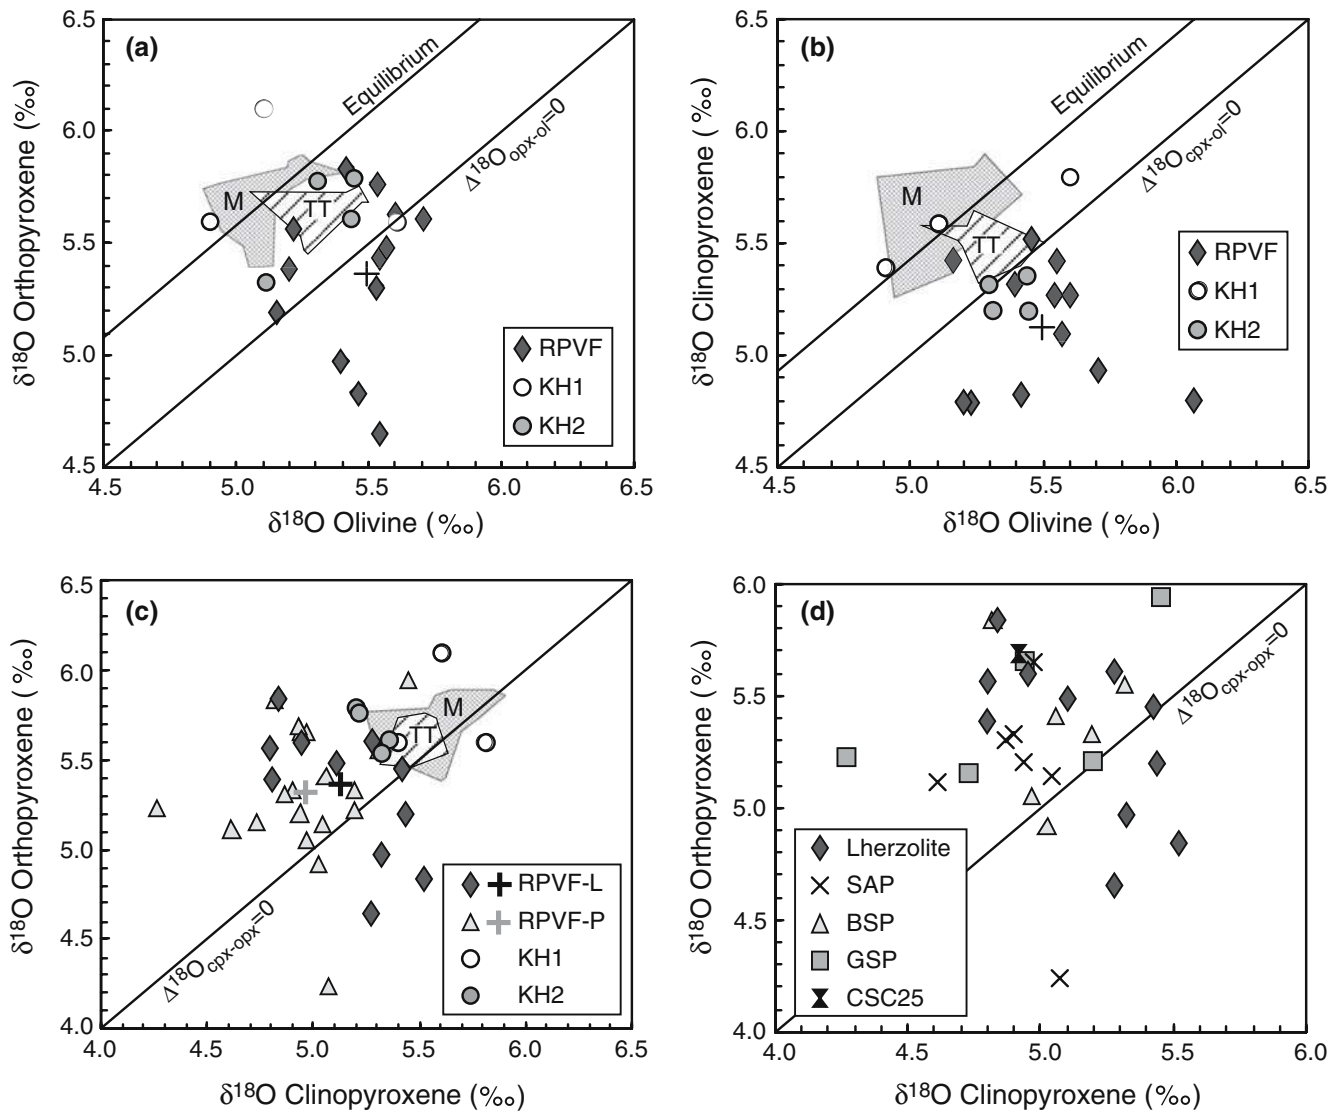 (a)
6.5
6.0
5.5
5.0
4.5
δ¹⁸O Orthopyroxene (‰)
Equilibrium
Δ¹⁸Oopx-ol=0
M
TT
RPVF
KH1
KH2
4.5 5.0 5.5 6.0 6.5
δ¹⁸O Olivine (‰)
(b)
6.5
6.0
5.5
5.0
4.5
δ¹⁸O Clinopyroxene (‰)
Equilibrium
Δ¹⁸Ocpx-ol=0
M
TT
RPVF
KH1
KH2
4.5 5.0 5.5 6.0 6.5
δ¹⁸O Olivine (‰)
(c)
6.5
6.0
5.5
5.0
4.5
4.0
δ¹⁸O Orthopyroxene (‰)
M
TT
Δ¹⁸Ocpx-opx=0
RPVF-L
RPVF-P
KH1
KH2
4.0 4.5 5.0 5.5 6.0 6.5
δ¹⁸O Clinopyroxene (‰)
(d)
6.0
5.5
5.0
4.5
4.0
δ¹⁸O Orthopyroxene (‰)
Δ¹⁸Ocpx-opx=0
Lherzolite
SAP
BSP
GSP
CSC25
4.0 4.5 5.0 5.5 6.0
δ¹⁸O Clinopyroxene (‰)